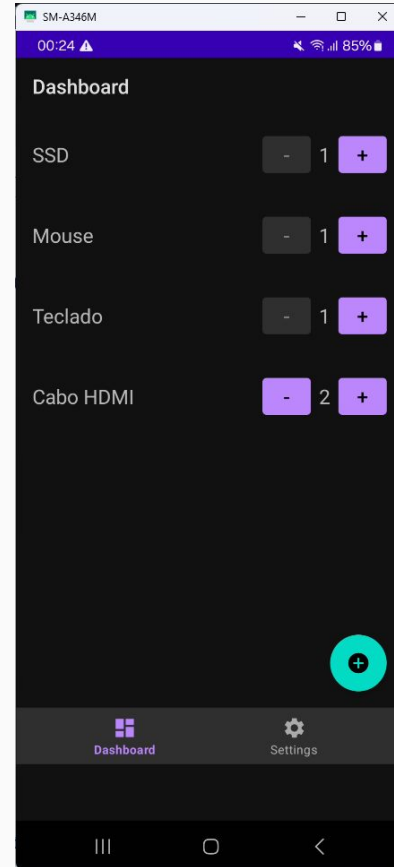 SM-A346M
00:24 85%
Dashboard
SSD - 1 +
Mouse - 1 +
Teclado - 1 +
Cabo HDMI - 2 +
Dashboard Settings